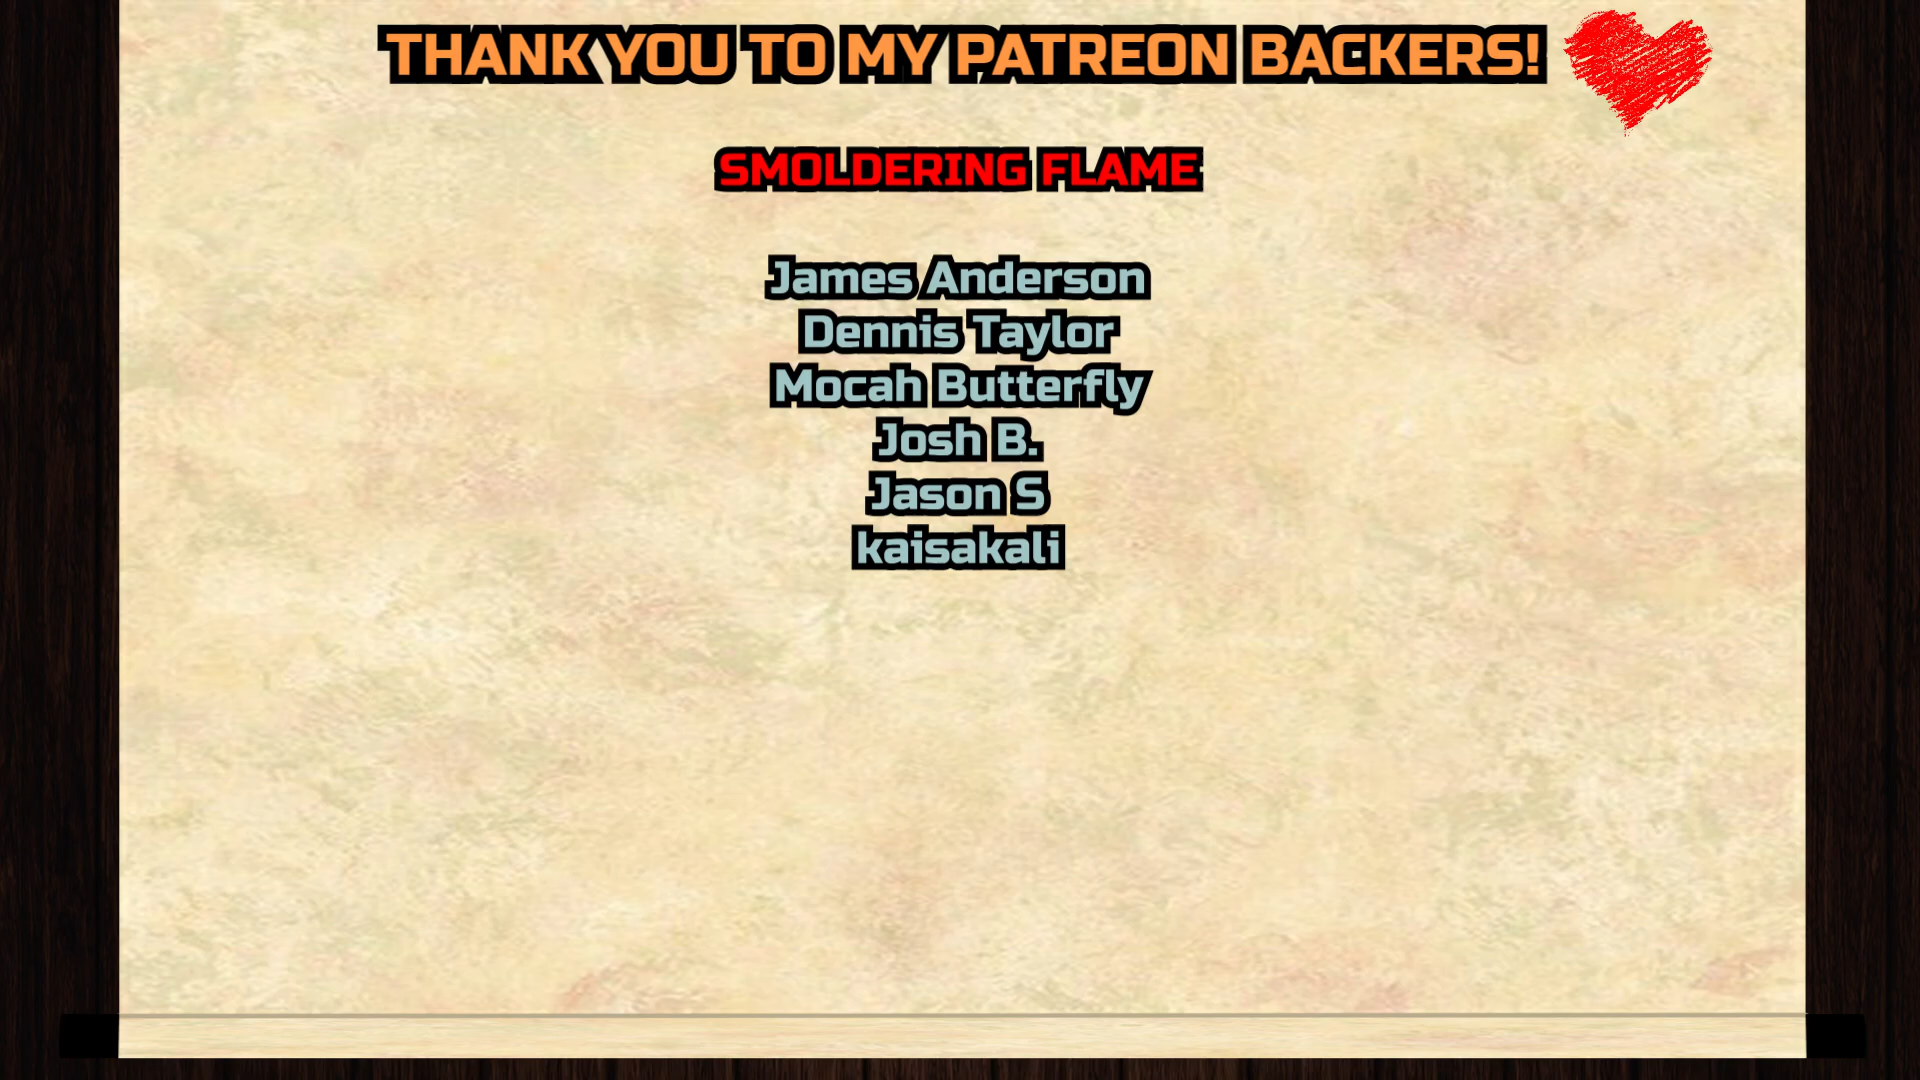 THANK YOU TO MY PATREON BACKERS!
SMOLDERING FLAME
James Anderson
Dennis Taylor
Mocah Butterfly
Josh B.
Jason S
kaisakali